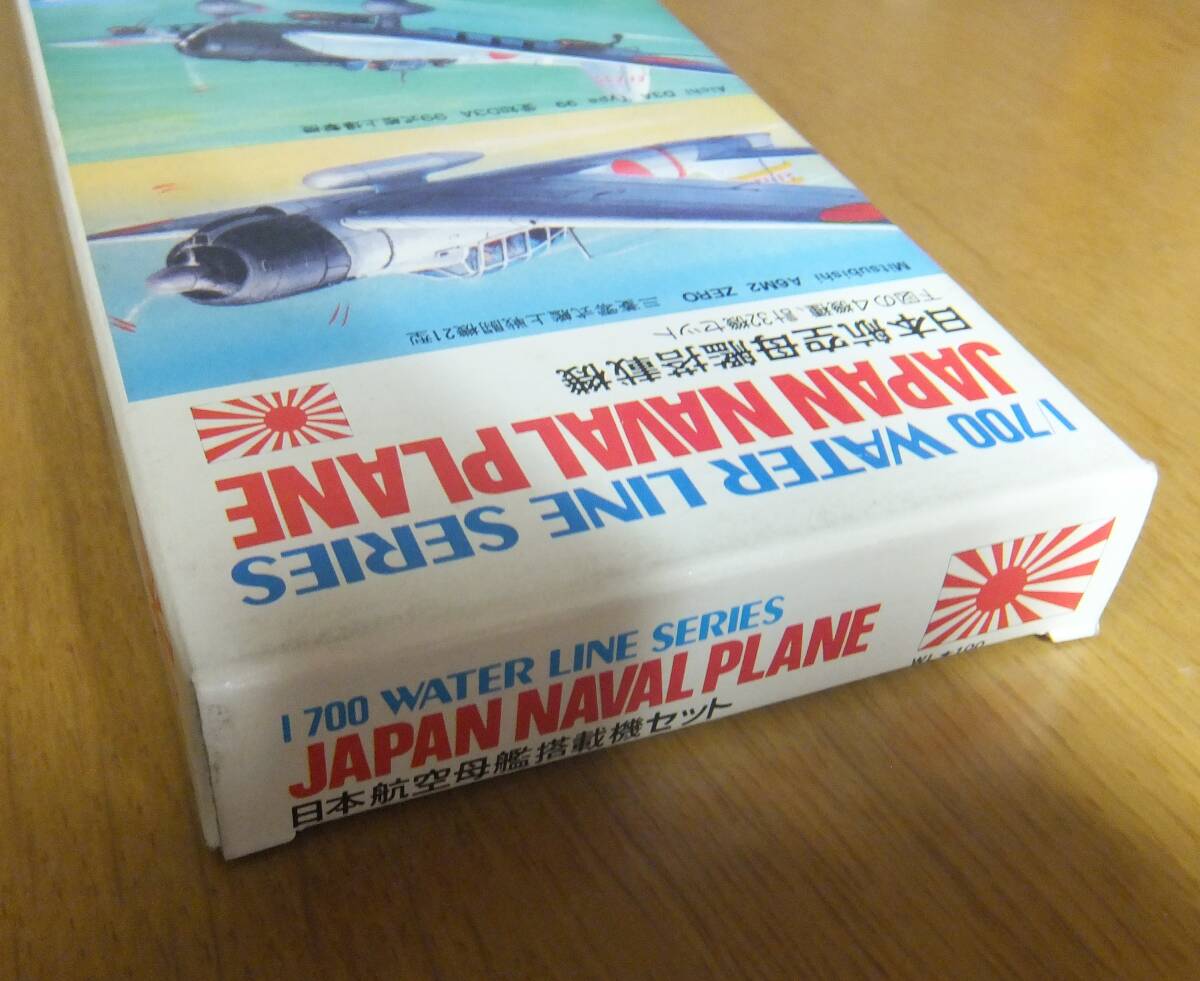 1/700 WATER LINE SERIES
JAPAN NAVAL PLANE
日本航空母艦搭載機
下図の4機種、計32機セット
Mitsubishi A6M2 ZERO 三菱零式艦上戦闘機21型
Aichi D3A Type 99 愛知D3A 99式艦上爆撃機
1 700 WATER LINE SERIES
JAPAN NAVAL PLANE
日本航空母艦搭載機セット